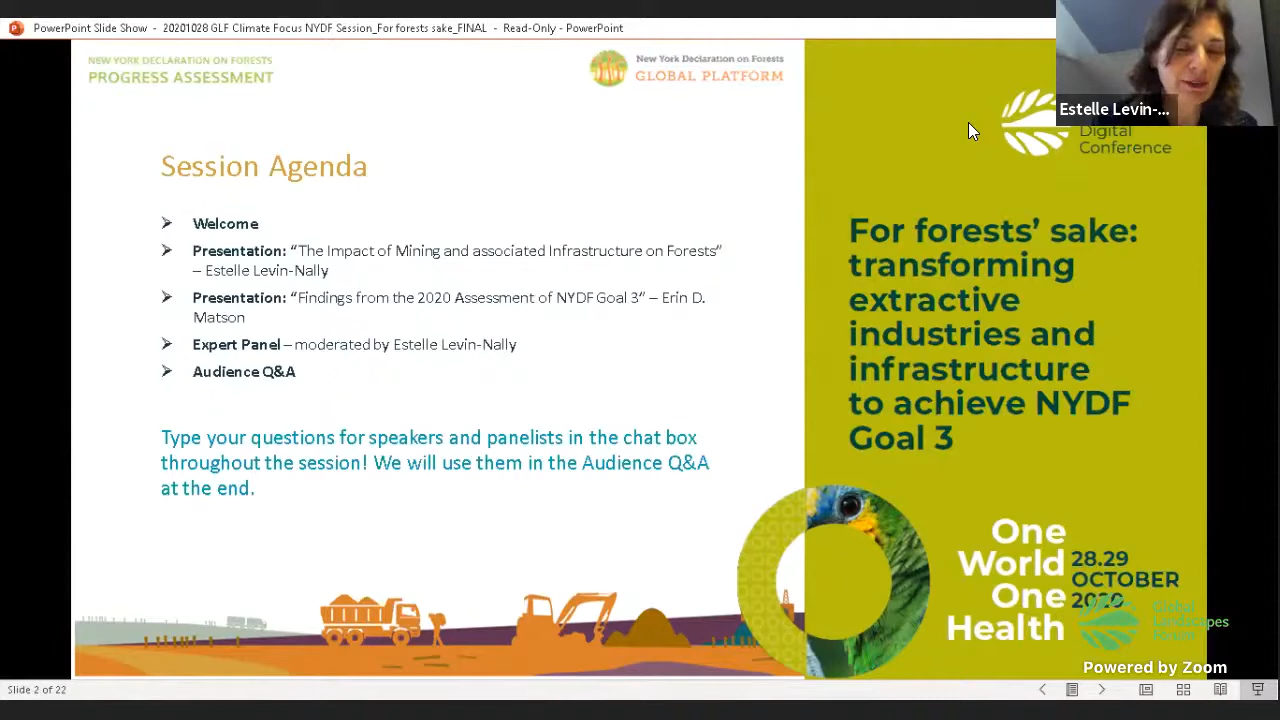 PowerPoint Slide Show - 20201028 GLF Climate Focus NYDF Session_For forests sake_FINAL - Read-Only - PowerPoint
NEW YORK DECLARATION ON FORESTS
PROGRESS ASSESSMENT
New York Declaration on Forests
GLOBAL PLATFORM
Estelle Levin-...
Digital
Conference
Session Agenda
Welcome
Presentation: “The Impact of Mining and associated Infrastructure on Forests”
– Estelle Levin-Nally
Presentation: “Findings from the 2020 Assessment of NYDF Goal 3” – Erin D.
Matson
Expert Panel – moderated by Estelle Levin-Nally
Audience Q&A
Type your questions for speakers and panelists in the chat box
throughout the session! We will use them in the Audience Q&A
at the end.
For forests’ sake:
transforming
extractive
industries and
infrastructure
to achieve NYDF
Goal 3
One
World
One
Health
28.29
OCTOBER
2020
Global
Landscapes
Forum
Powered by Zoom
Slide 2 of 22